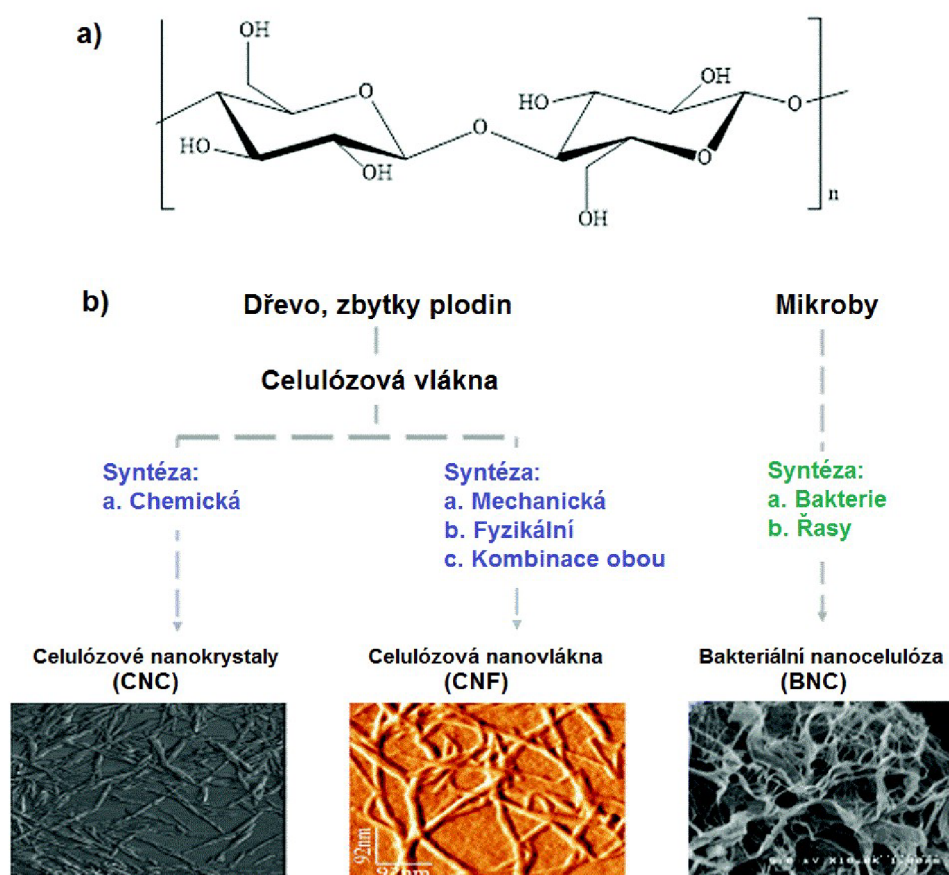 a)
OH
O
HO
OH
O
HO
OH
O
O
OH
n
b)
Dřevo, zbytky plodin
Mikroby
Celulózová vlákna
Syntéza:
a. Chemická
Syntéza:
a. Mechanická
b. Fyzikální
c. Kombinace obou
Syntéza:
a. Bakterie
b. Řasy
Celulózové nanokrystaly
(CNC)
Celulózová nanovlákna
(CNF)
Bakteriální nanocelulóza
(BNC)
92nm